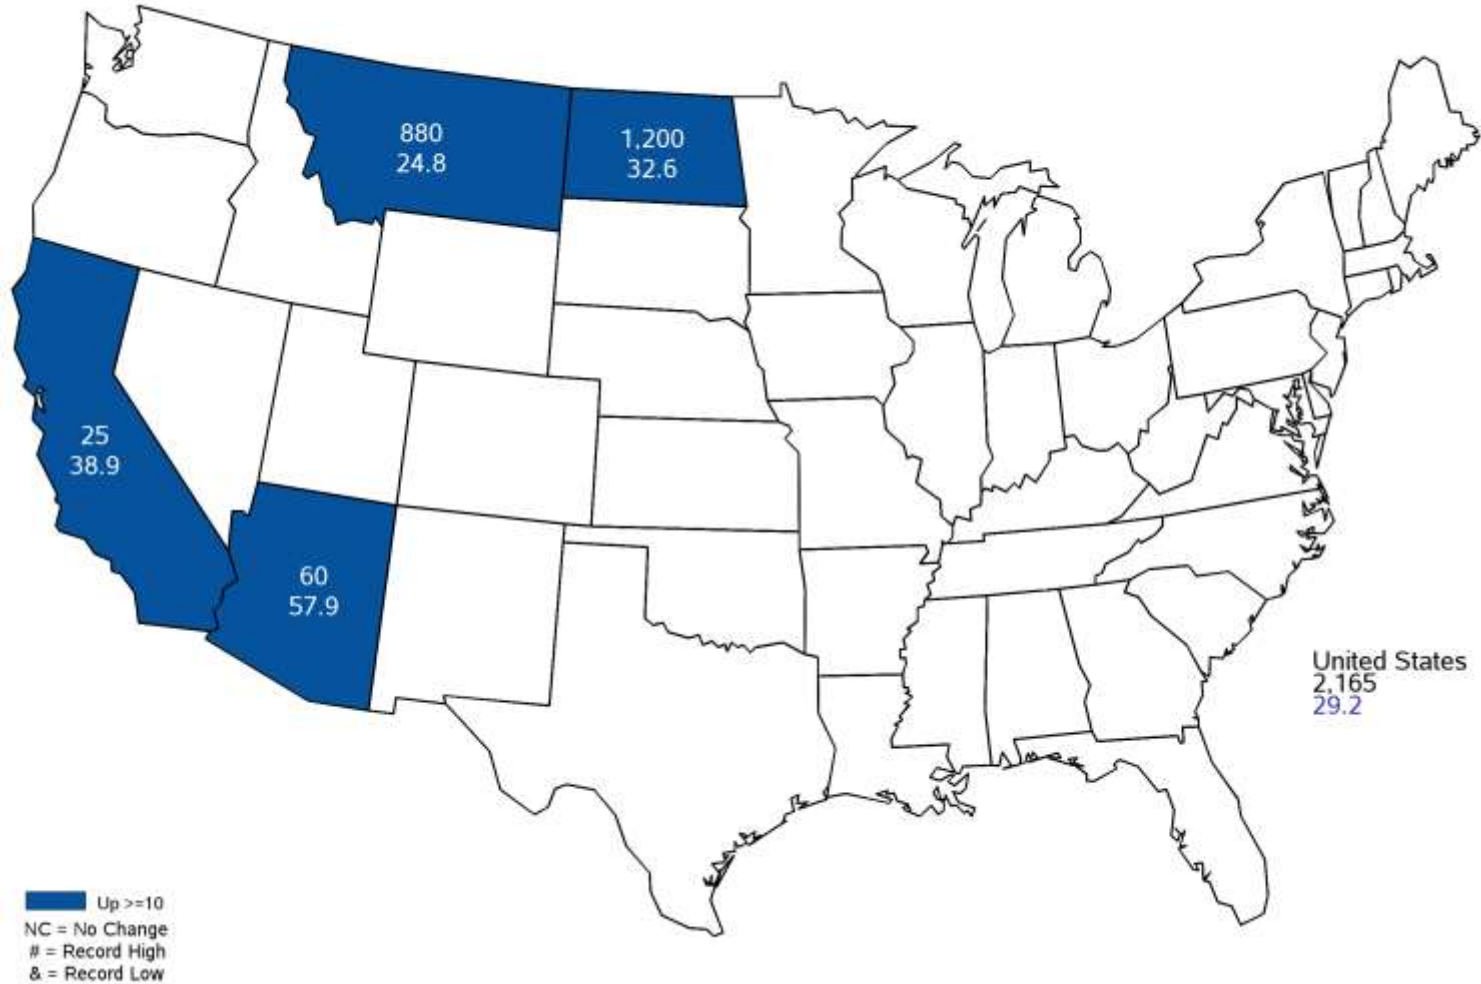 880
24.8
1,200
32.6
25
38.9
60
57.9
United States
2,165
29.2
Up >=10
NC = No Change
# = Record High
& = Record Low